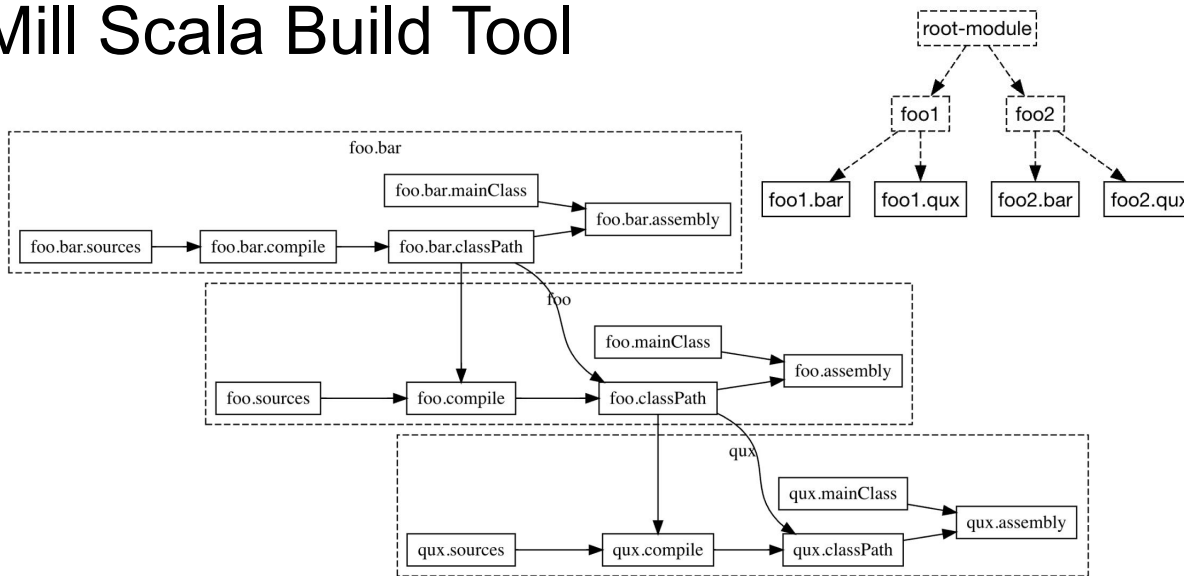 Mill Scala Build Tool
root-module
foo1
foo2
foo1.bar
foo1.qux
foo2.bar
foo2.qux
foo.bar
foo.bar.mainClass
foo.bar.assembly
foo.bar.sources
foo.bar.compile
foo.bar.classPath
foo
foo.mainClass
foo.assembly
foo.sources
foo.compile
foo.classPath
qux
qux.mainClass
qux.assembly
qux.sources
qux.compile
qux.classPath